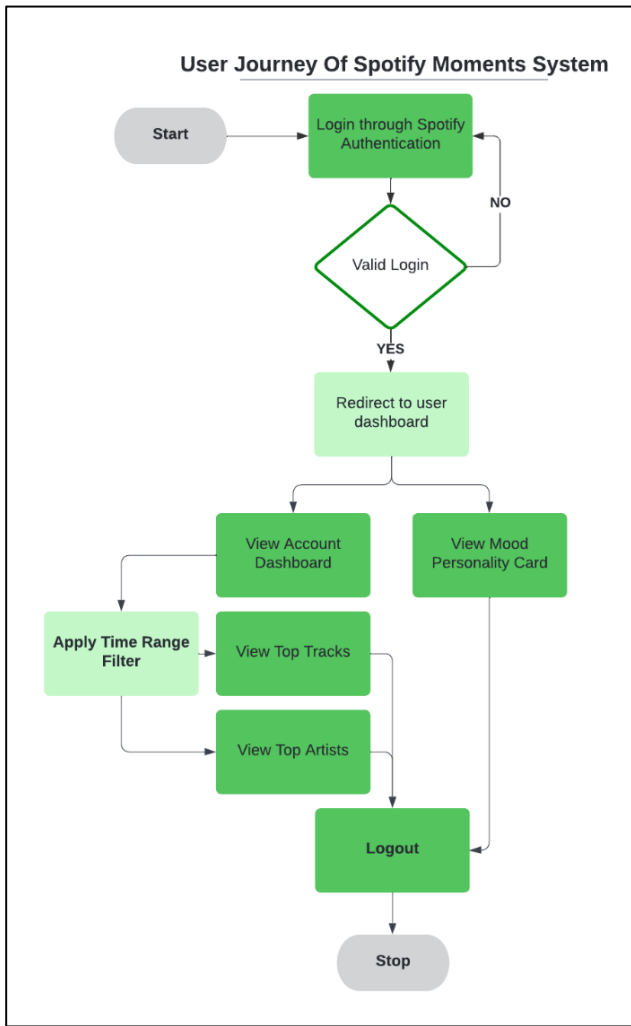 User Journey Of Spotify Moments System
Start
Login through Spotify
Authentication
NO
Valid Login
YES
Redirect to user
dashboard
View Account
Dashboard
View Mood
Personality Card
Apply Time Range
Filter
View Top Tracks
View Top Artists
Logout
Stop